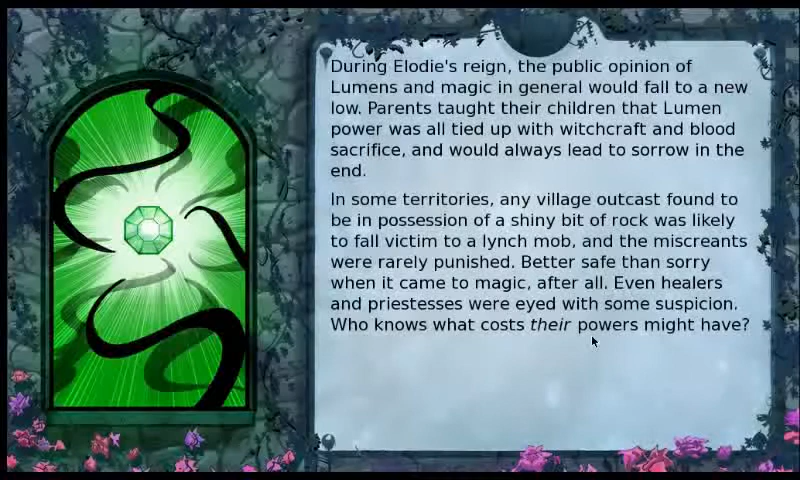 During Elodie's reign, the public opinion of
Lumens and magic in general would fall to a new
low. Parents taught their children that Lumen
power was all tied up with witchcraft and blood
sacrifice, and would always lead to sorrow in the
end.
In some territories, any village outcast found to
be in possession of a shiny bit of rock was likely
to fall victim to a lynch mob, and the miscreants
were rarely punished. Better safe than sorry
when it came to magic, after all. Even healers
and priestesses were eyed with some suspicion.
Who knows what costs their powers might have?